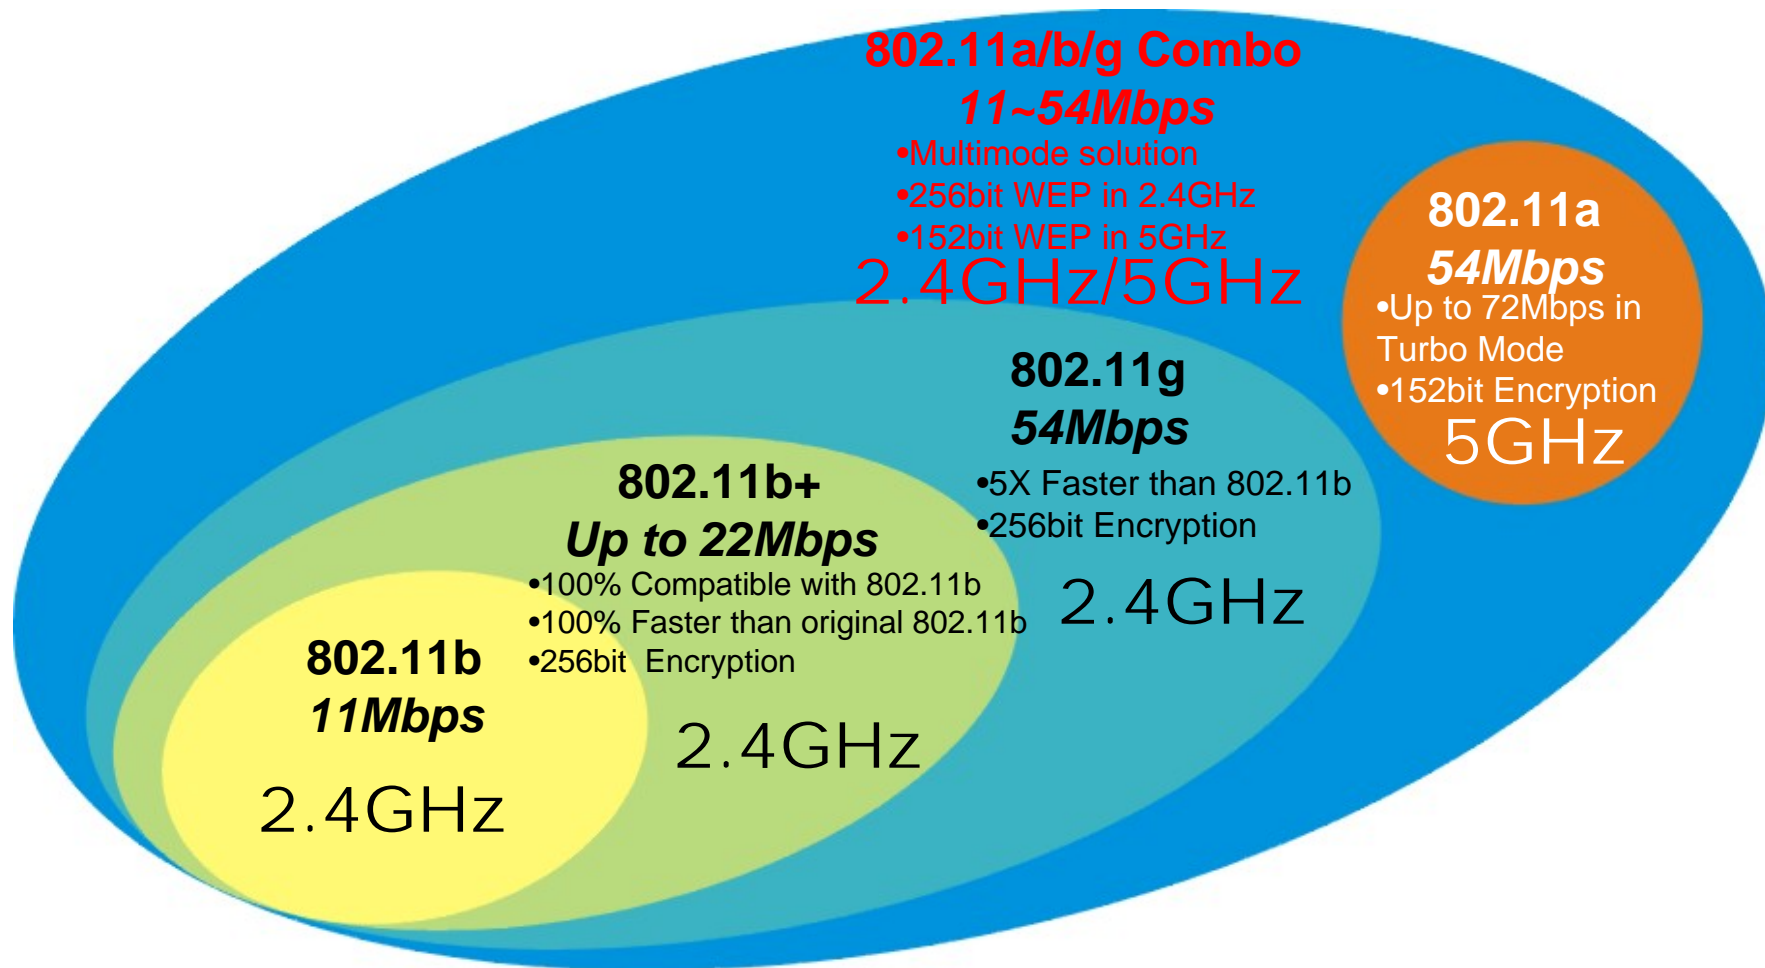 802.11a/b/g Combo
11~54Mbps
•Multimode solution
•256bit WEP in 2.4GHz
•152bit WEP in 5GHz
2.4GHz/5GHz
802.11a
54Mbps
•Up to 72Mbps in
Turbo Mode
•152bit Encryption
5GHz
802.11g
54Mbps
•5X Faster than 802.11b
•256bit Encryption
2.4GHz
802.11b+
Up to 22Mbps
•100% Compatible with 802.11b
•100% Faster than original 802.11b
•256bit  Encryption
2.4GHz
802.11b
11Mbps
2.4GHz